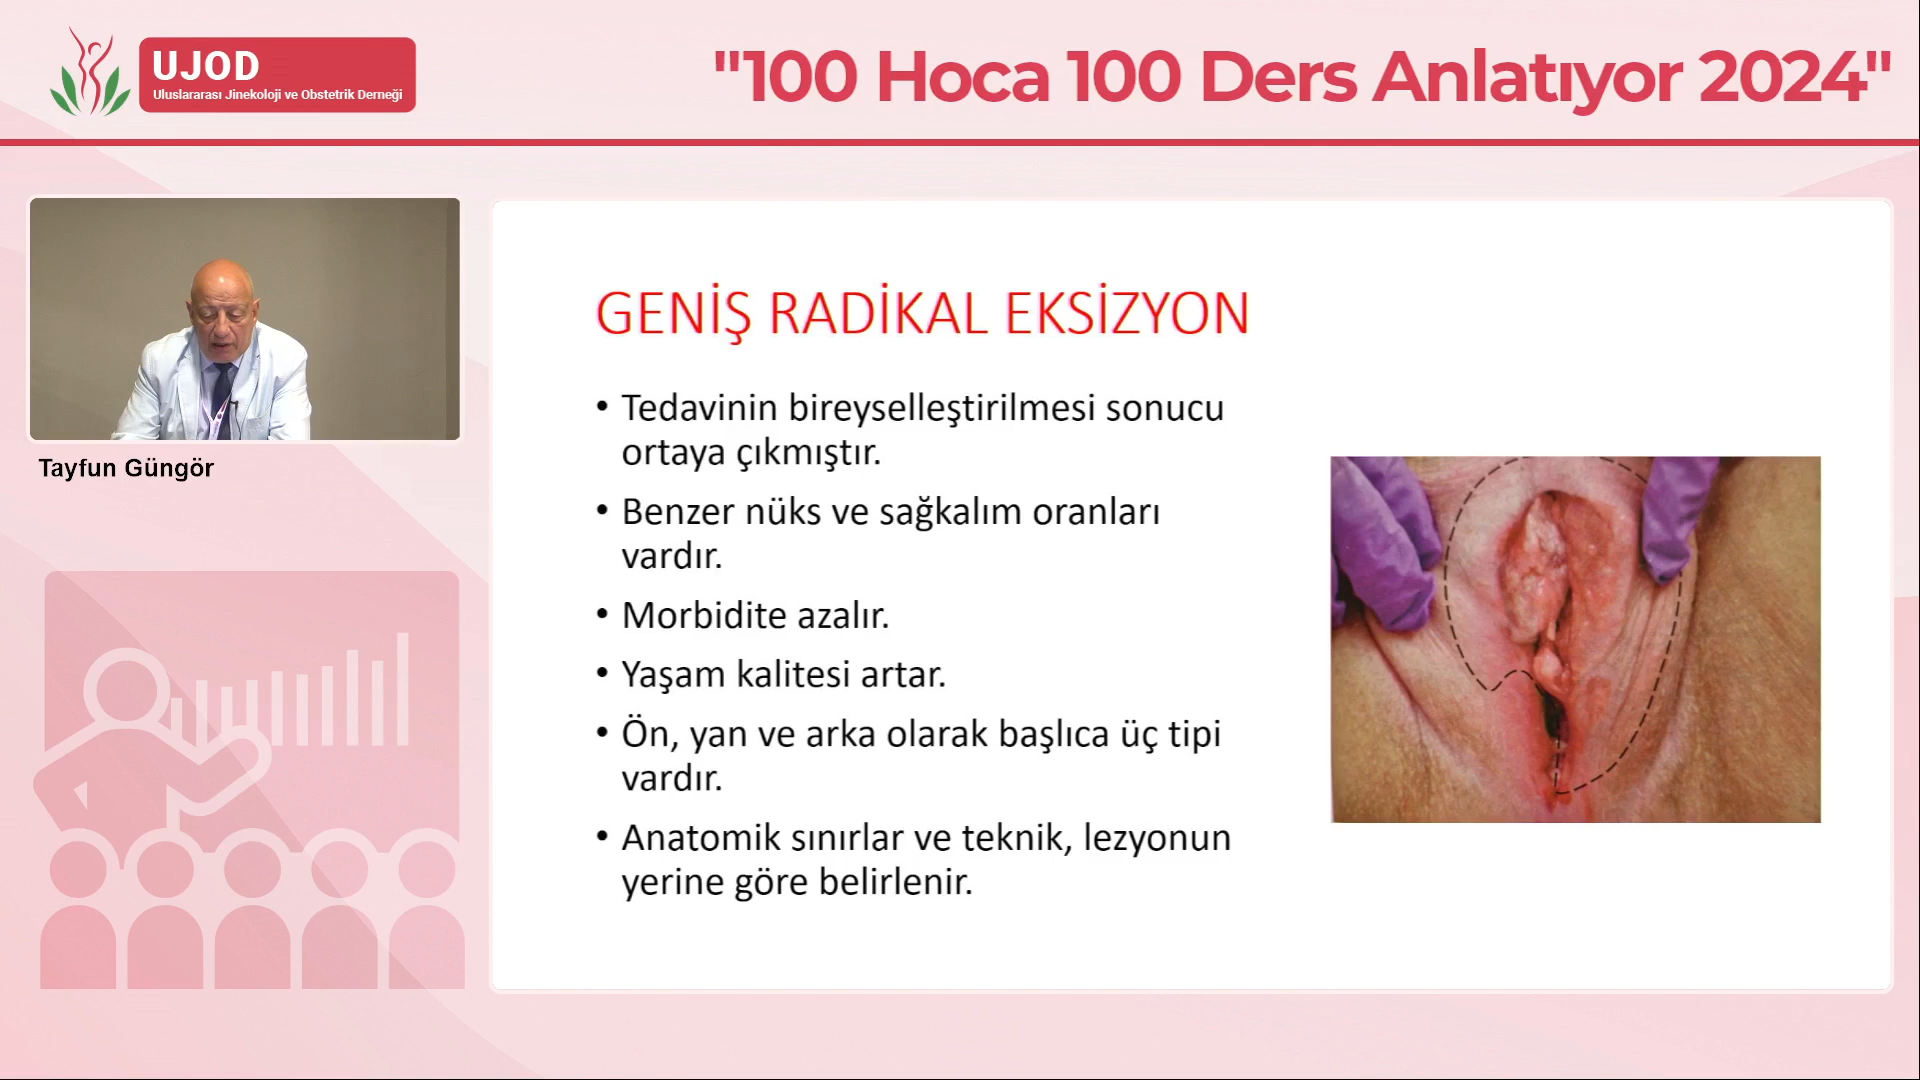 UJOD
Uluslararası Jinekoloji ve Obstetrik Derneği
"100 Hoca 100 Ders Anlatıyor 2024"
Tayfun Güngör
GENİŞ RADİKAL EKSİZYON
• Tedavinin bireyselleştirilmesi sonucu
ortaya çıkmıştır.
• Benzer nüks ve sağkalım oranları
vardır.
• Morbidite azalır.
• Yaşam kalitesi artar.
• Ön, yan ve arka olarak başlıca üç tipi
vardır.
• Anatomik sınırlar ve teknik, lezyonun
yerine göre belirlenir.